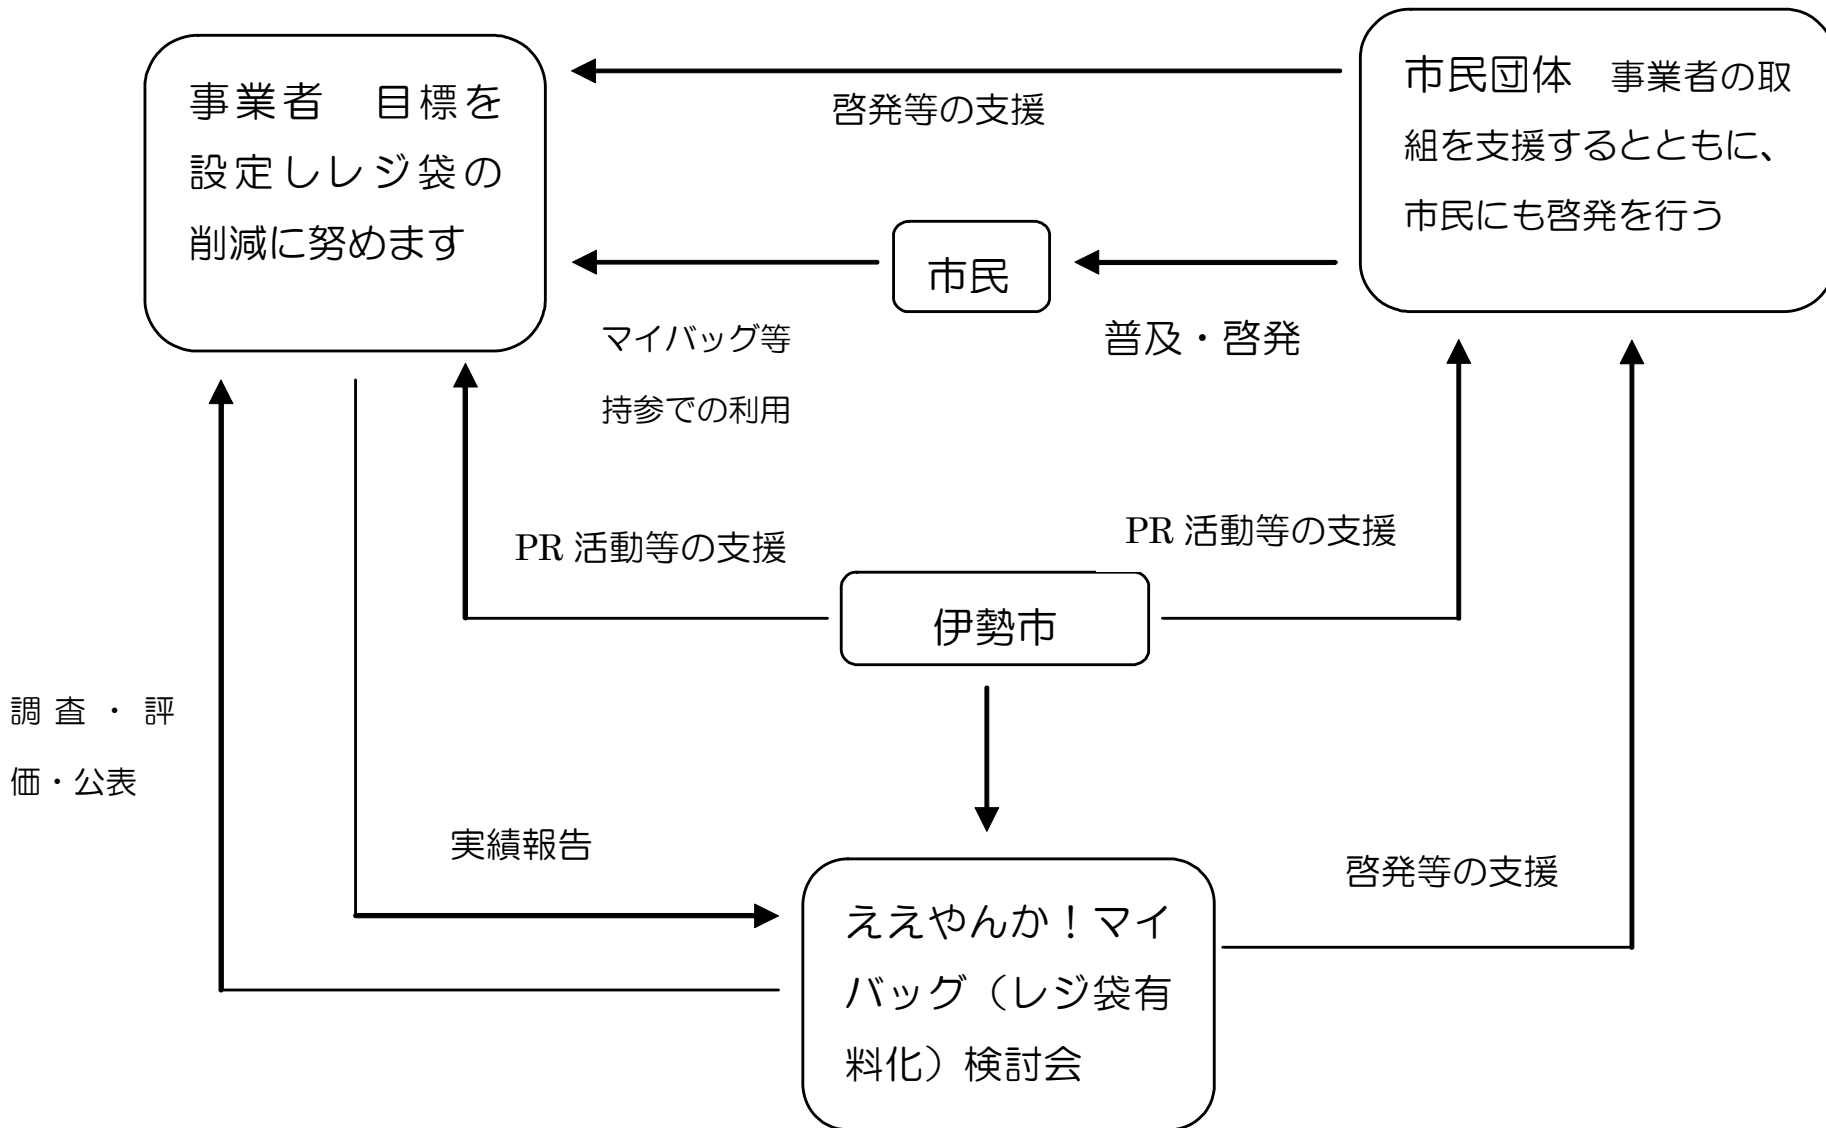 事業者　目標を
設定しレジ袋の
削減に努めます
啓発等の支援
市民団体　事業者の取
組を支援するとともに、
市民にも啓発を行う
市民
マイバッグ等
持参での利用
普及・啓発
PR 活動等の支援
PR 活動等の支援
伊勢市
調査・評
価・公表
実績報告
啓発等の支援
ええやんか！マイ
バッグ（レジ袋有
料化）検討会